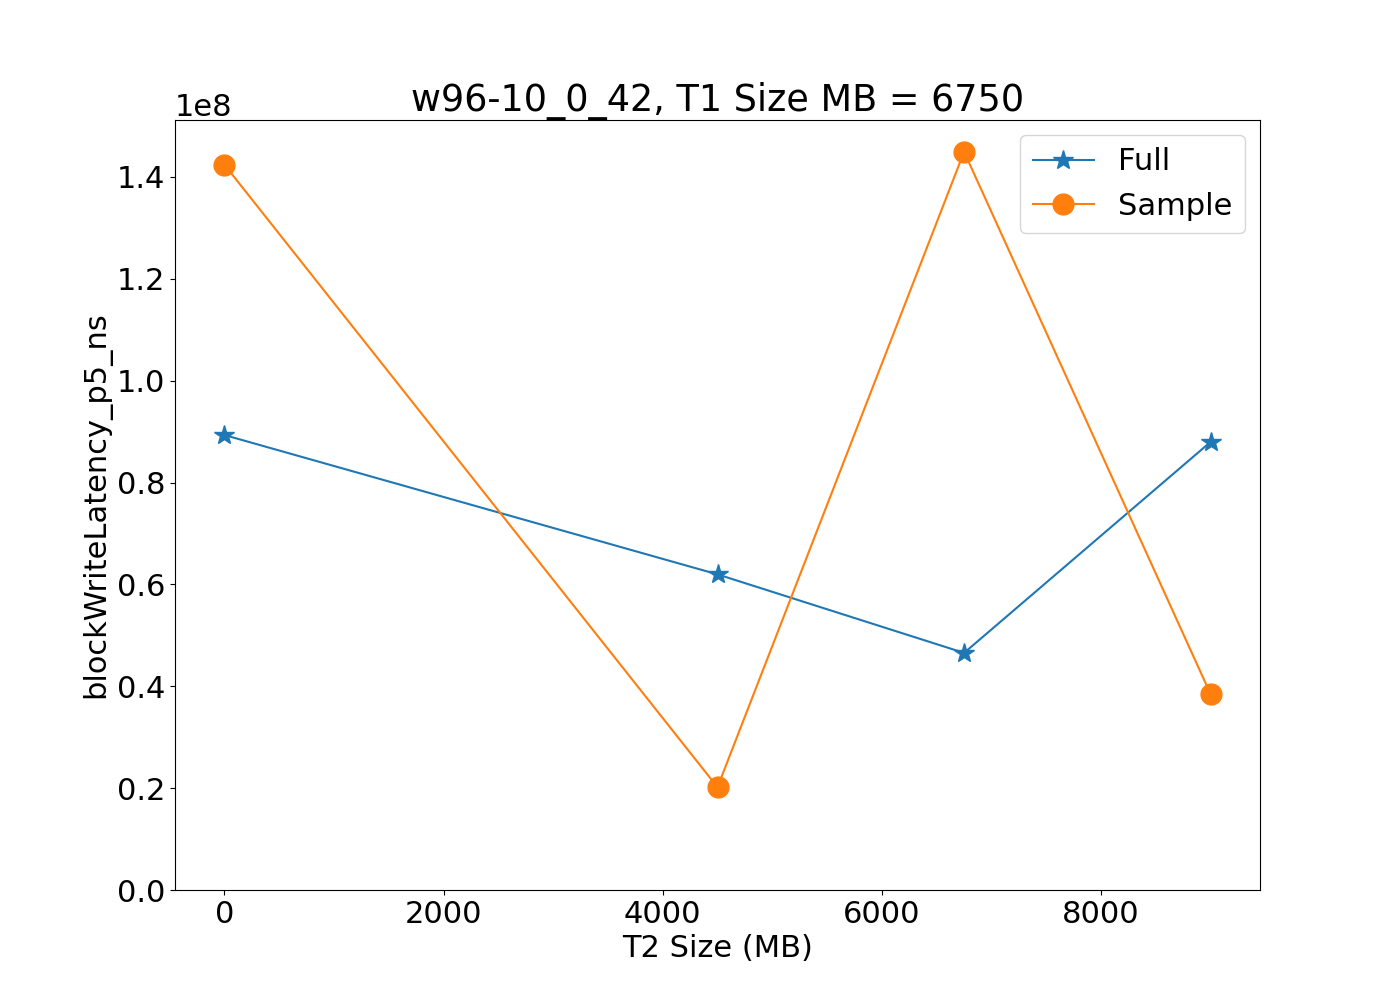 w96-10_0_42, T1 Size MB = 6750
1e8
Full
Sample
1.4
1.2
1.0
0.8
0.6
0.4
0.2
0.0
blockWriteLatency_p5_ns
0 2000 4000 6000 8000
T2 Size (MB)